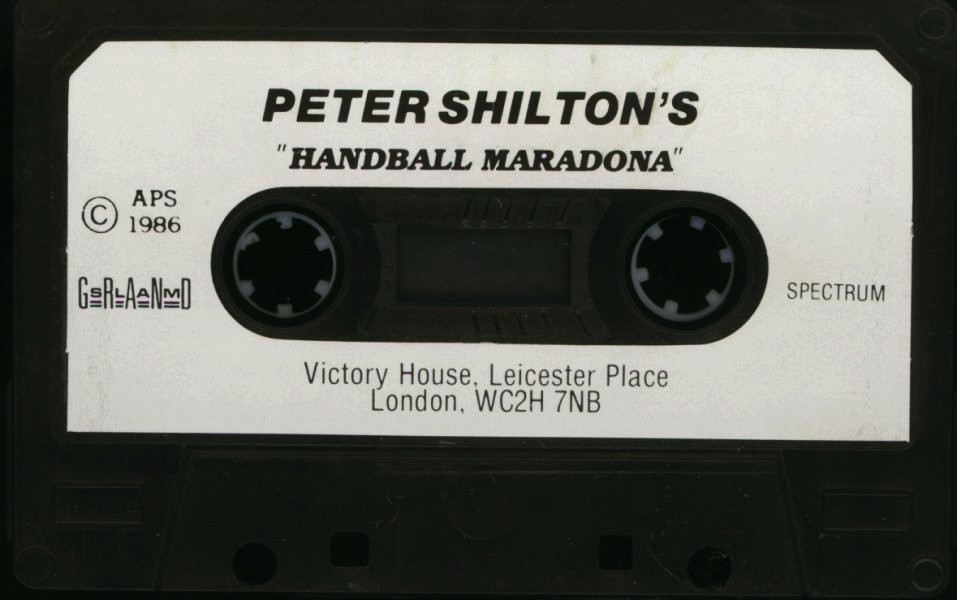 PETER SHILTON'S
"HANDBALL MARADONA"
© APS
1986
GRAND SLAM
SPECTRUM
Victory House, Leicester Place
London, WC2H 7NB